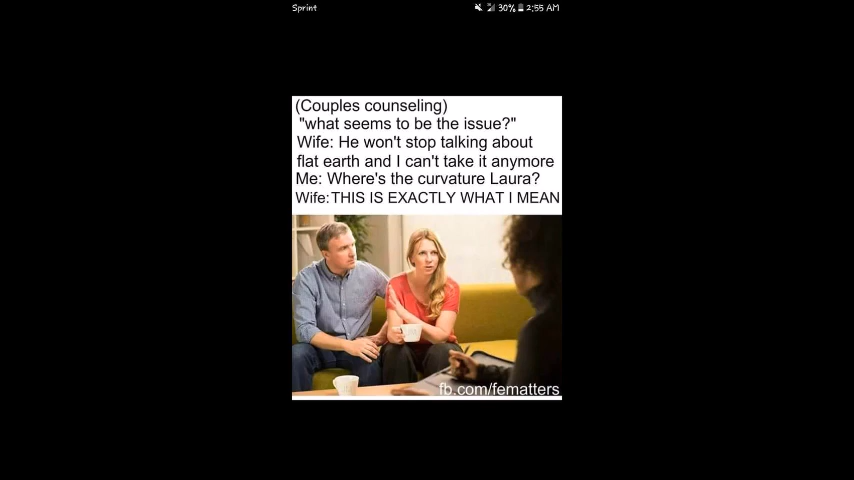 Sprint 30% 2:55 AM
(Couples counseling)
"what seems to be the issue?"
Wife: He won't stop talking about
flat earth and I can't take it anymore
Me: Where's the curvature Laura?
Wife: THIS IS EXACTLY WHAT I MEAN
fb.com/fematters